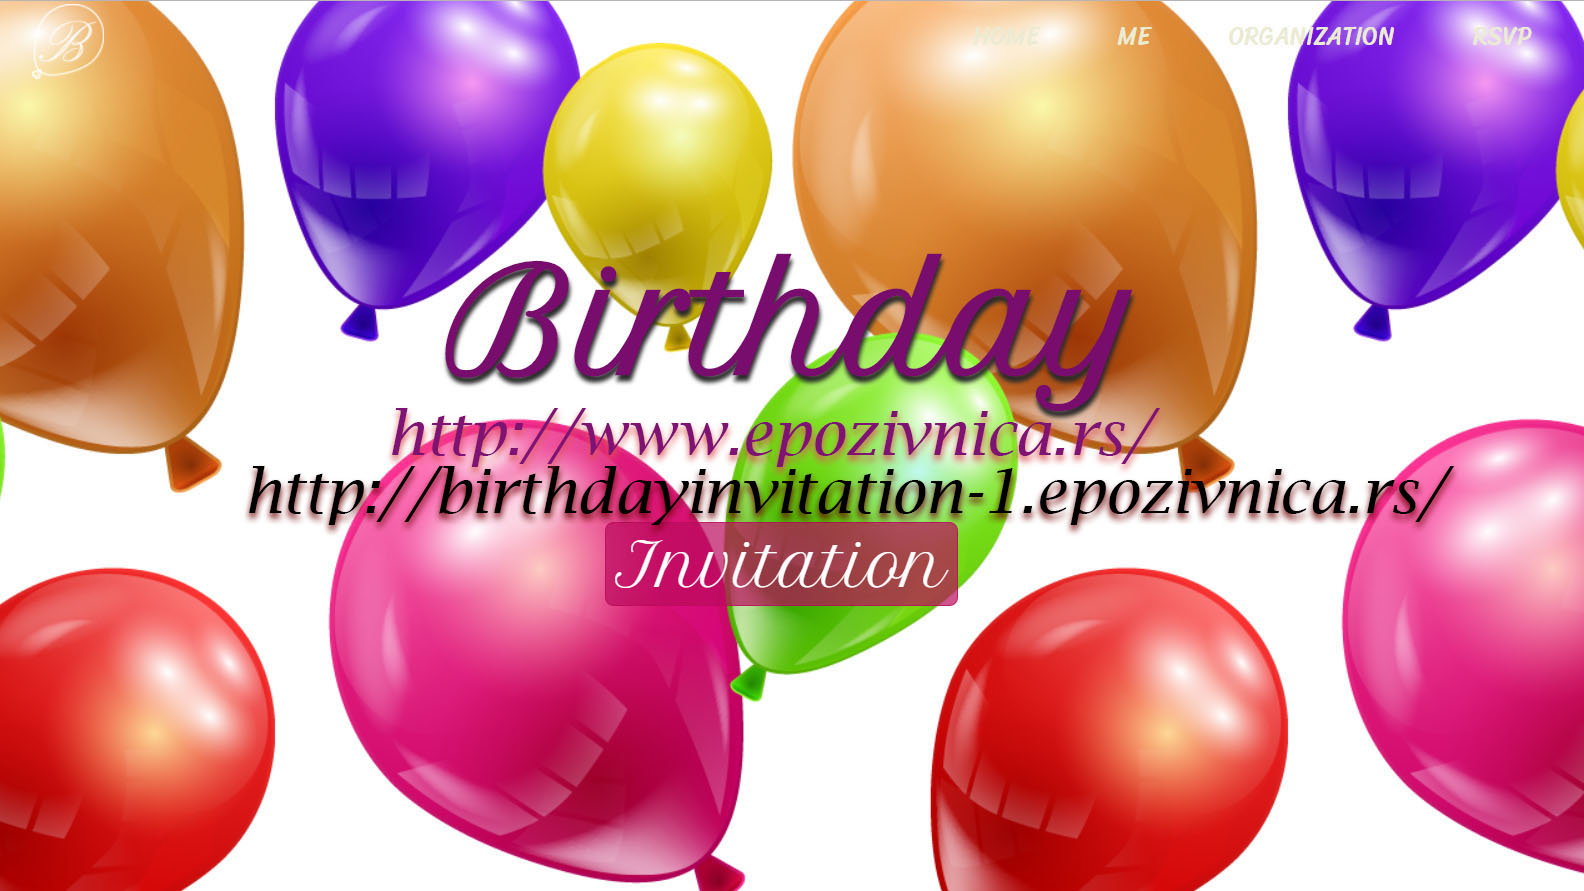 B
HOME ME ORGANIZATION RSVP
Birthday
http://www.epozivnica.rs/
http://birthdayinvitation-1.epozivnica.rs/
Invitation